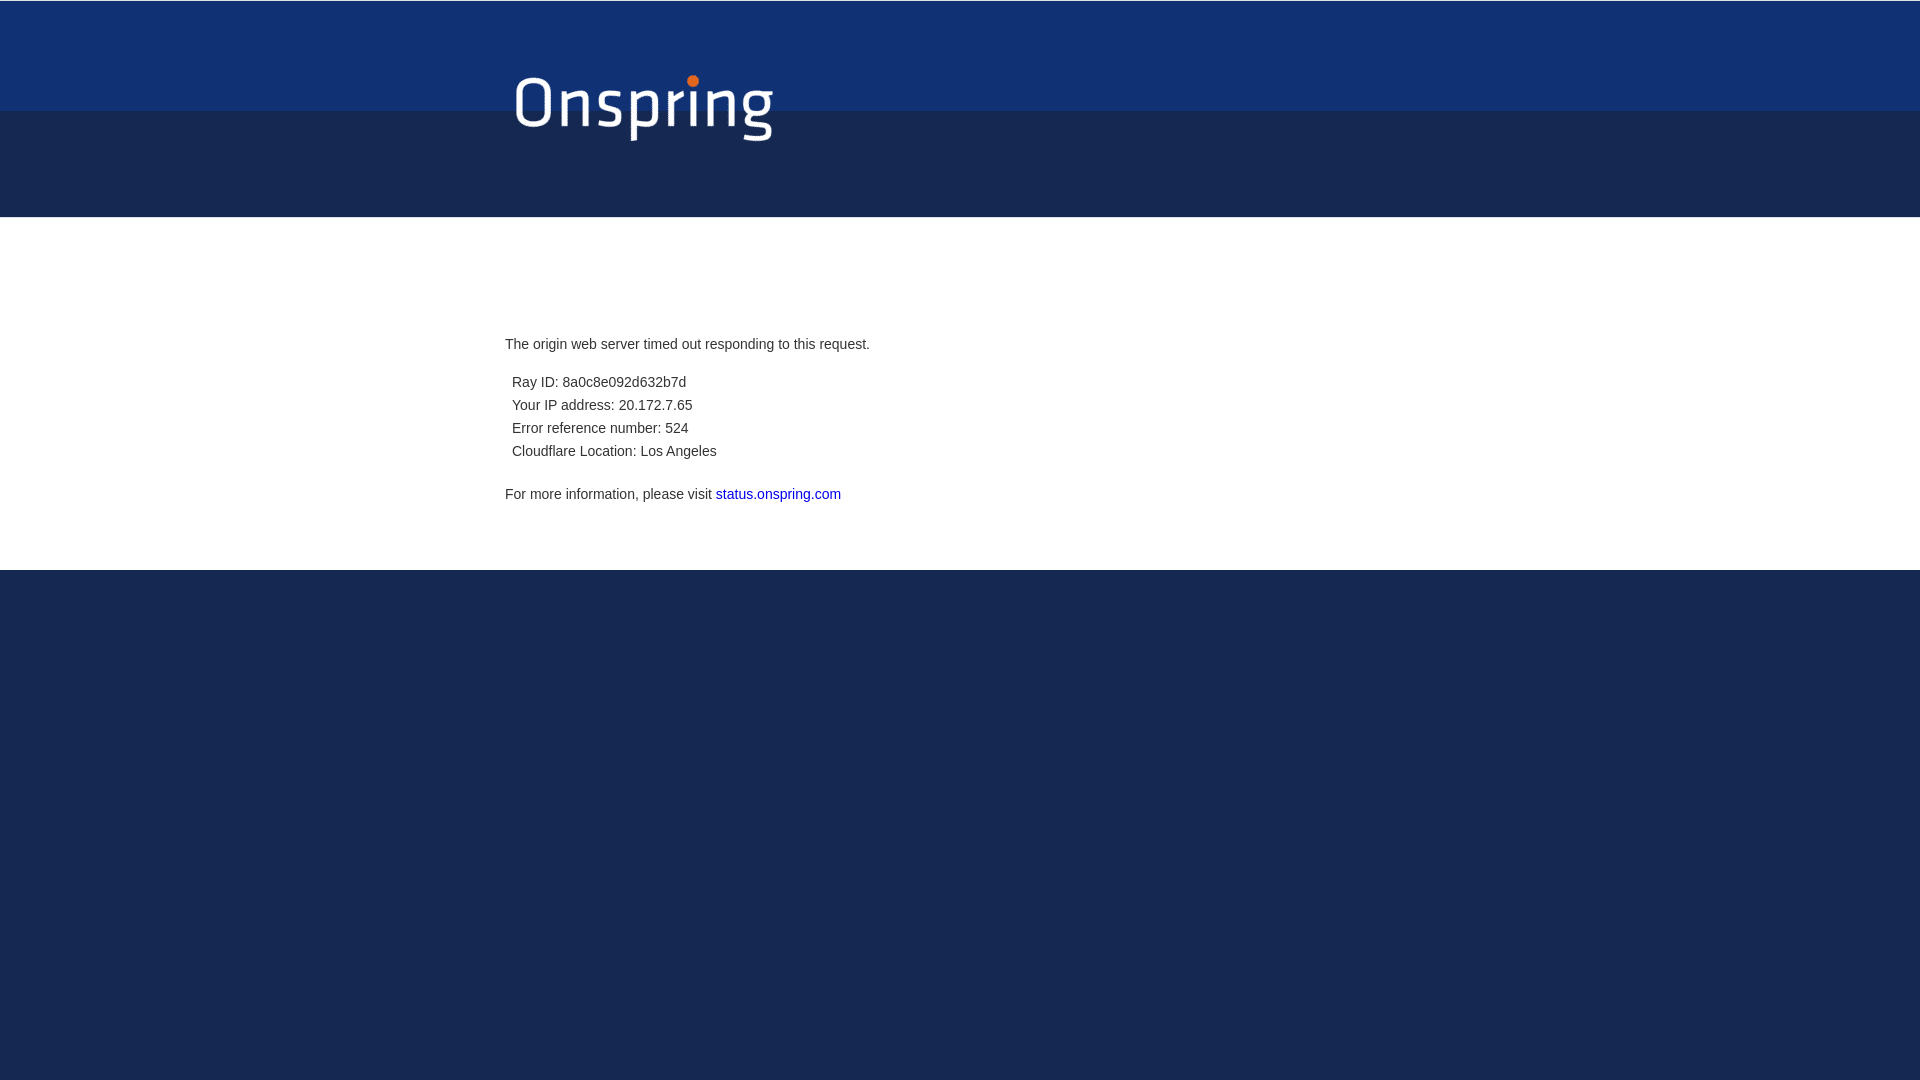 Onspring
The origin web server timed out responding to this request.
Ray ID: 8a0c8e092d632b7d
Your IP address: 20.172.7.65
Error reference number: 524
Cloudflare Location: Los Angeles
For more information, please visit status.onspring.com